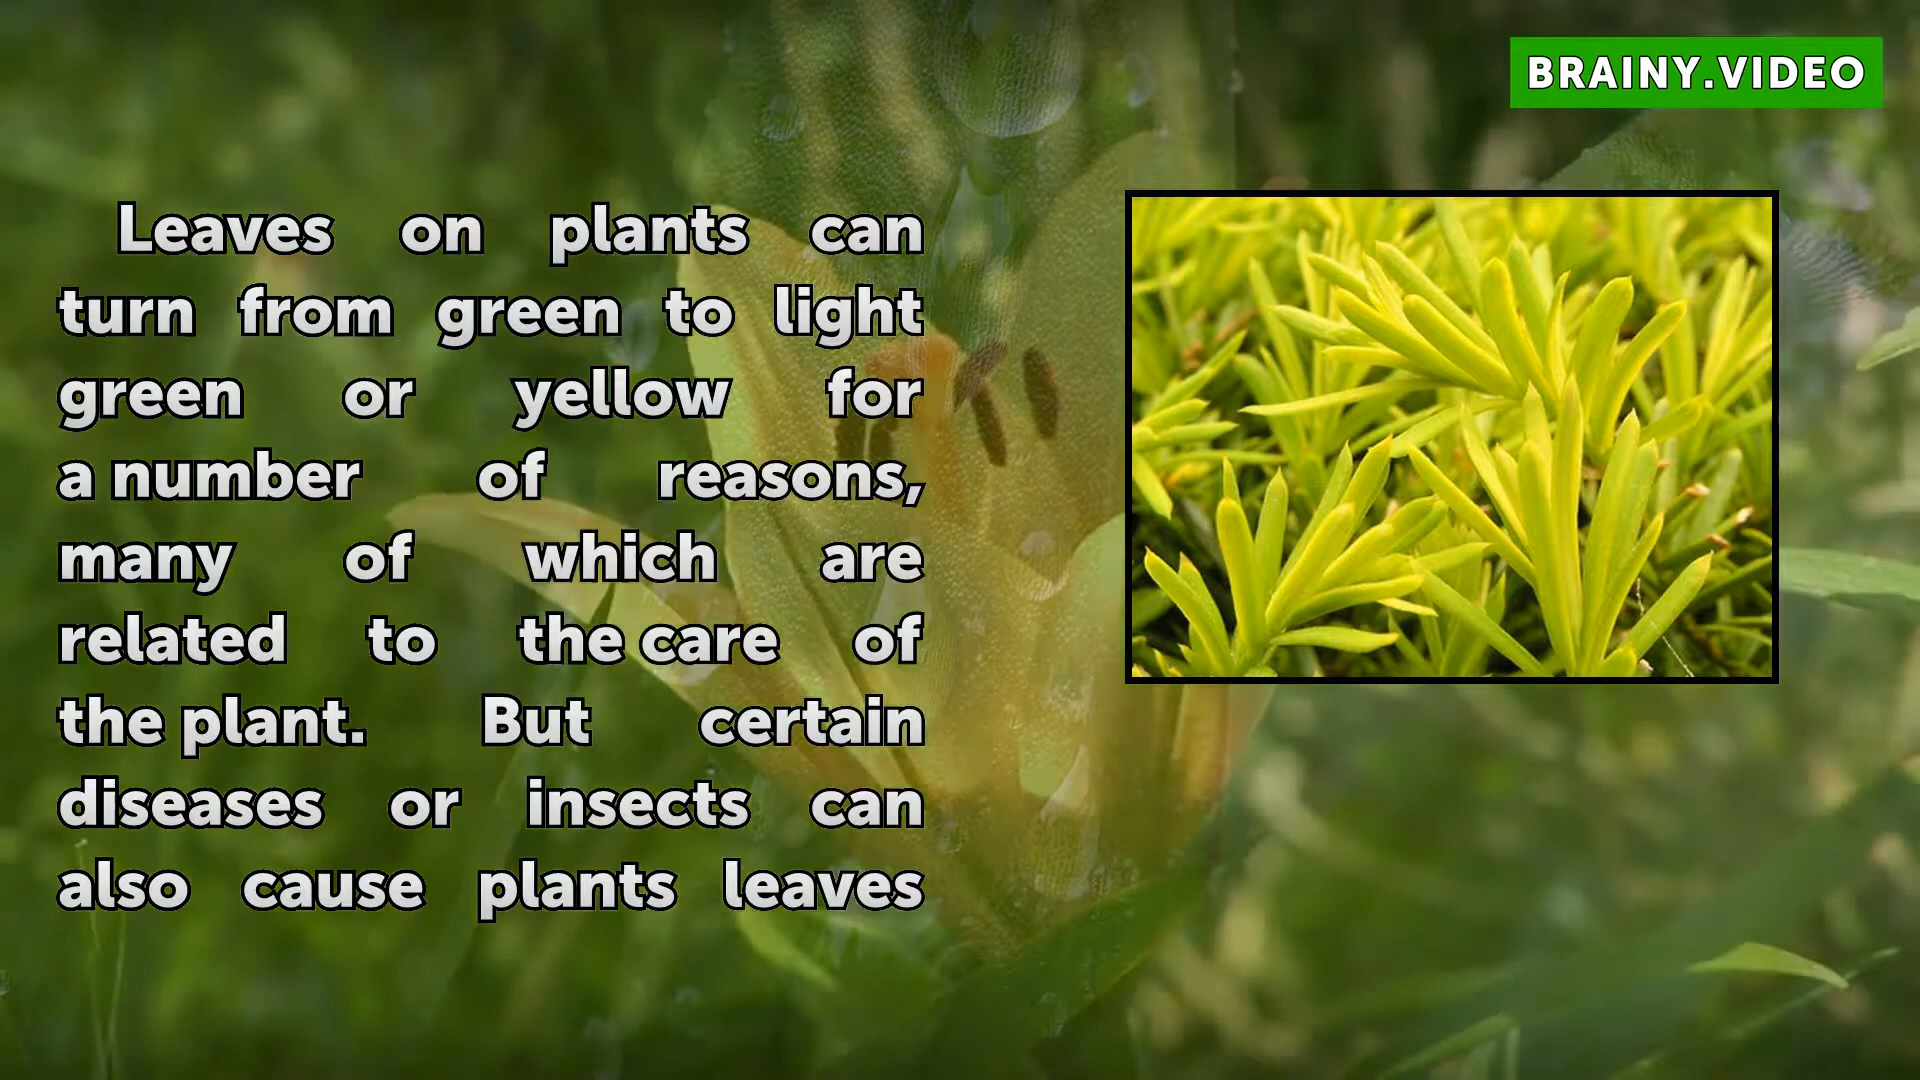 BRAINY.VIDEO
Leaves on plants can
turn from green to light
green or yellow for
a number of reasons,
many of which are
related to the care of
the plant. But certain
diseases or insects can
also cause plants leaves